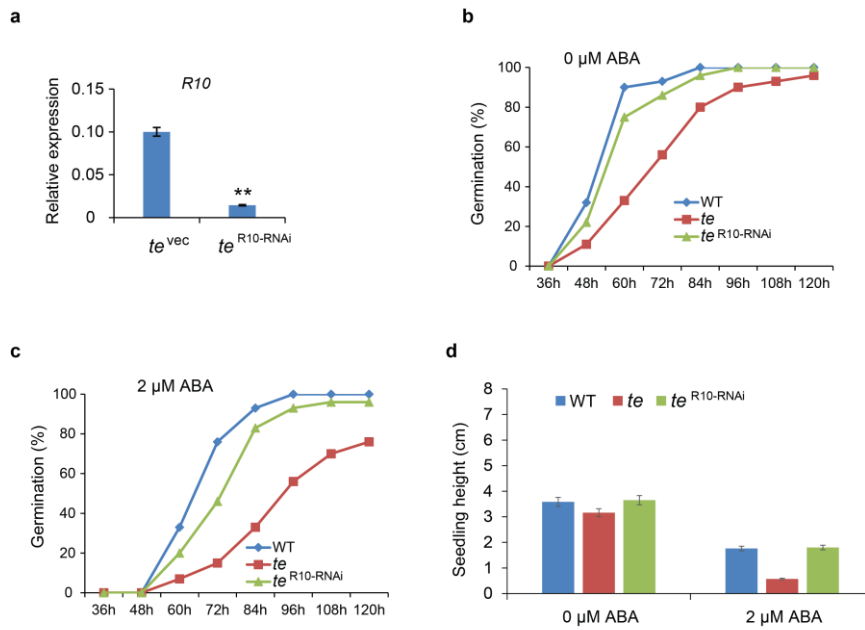 a
R10
Relative expression
0.15
0.10
0.05
0
**
te vec
te R10-RNAi
b
0 µM ABA
Germination (%)
100
80
60
40
20
0
WT
te
te R10-RNAi
36h 48h 60h 72h 84h 96h 108h 120h
c
2 µM ABA
Germination (%)
100
80
60
40
20
0
WT
te
te R10-RNAi
36h 48h 60h 72h 84h 96h 108h 120h
d
WT te te R10-RNAi
Seedling height (cm)
8
7
6
5
4
3
2
1
0
0 µM ABA 2 µM ABA